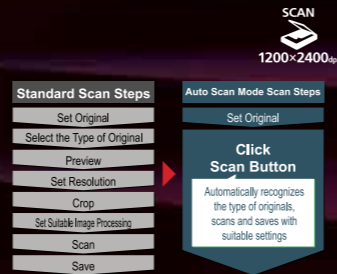 SCAN
1200×2400dpi
Standard Scan Steps
Set Original
Select the Type of Original
Preview
Set Resolution
Crop
Set Suitable Image Processing
Scan
Save
Auto Scan Mode Scan Steps
Set Original
Click
Scan Button
Automatically recognizes
the type of originals,
scans and saves with
suitable settings